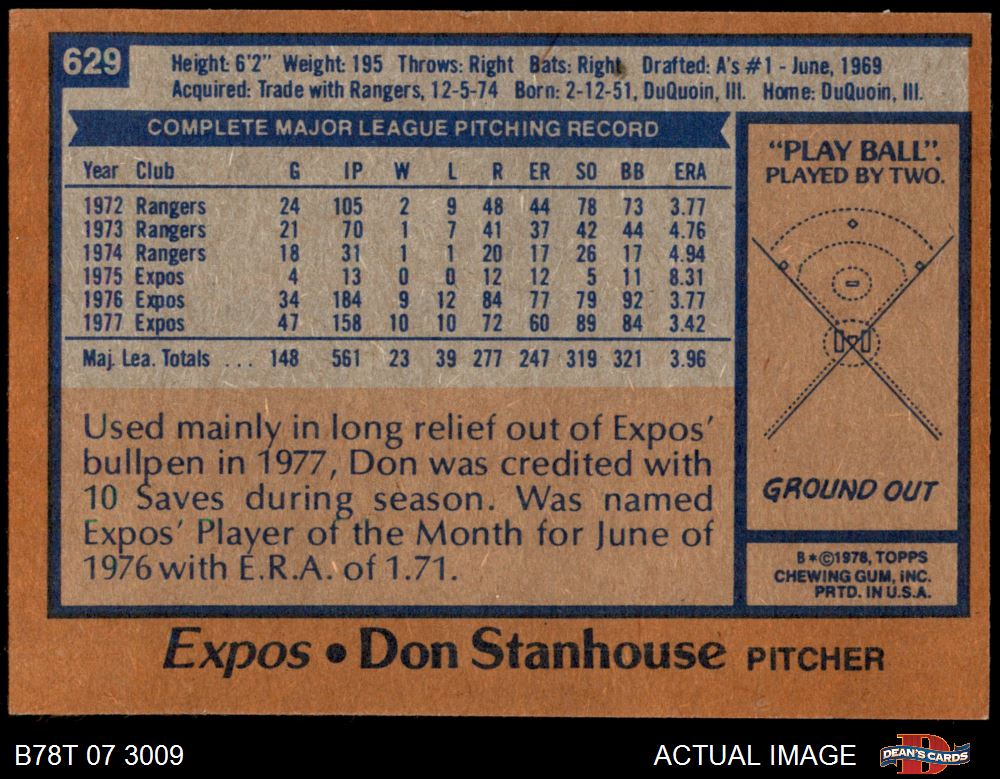 629
Height: 6'2" Weight: 195 Throws: Right Bats: Right Drafted: A's #1 - June, 1969
Acquired: Trade with Rangers, 12-5-74 Born: 2-12-51, DuQuoin, Ill. Home: DuQuoin, Ill.
COMPLETE MAJOR LEAGUE PITCHING RECORD
Year Club G IP W L R ER SO BB ERA
1972 Rangers 24 105 2 9 48 44 78 73 3.77
1973 Rangers 21 70 1 7 41 37 42 44 4.76
1974 Rangers 18 31 1 1 20 17 26 17 4.94
1975 Expos 4 13 0 0 12 12 5 11 8.31
1976 Expos 34 184 9 12 84 77 79 92 3.77
1977 Expos 47 158 10 10 72 60 89 84 3.42
Maj. Lea. Totals ... 148 561 23 39 277 247 319 321 3.96
Used mainly in long relief out of Expos'
bullpen in 1977, Don was credited with
10 Saves during season. Was named
Expos' Player of the Month for June of
1976 with E.R.A. of 1.71.
"PLAY BALL".
PLAYED BY TWO.
GROUND OUT
B*©1978, TOPPS
CHEWING GUM, INC.
PRTD. IN U.S.A.
Expos • Don Stanhouse PITCHER
B78T 07 3009
ACTUAL IMAGE
D
DEAN'S CARDS